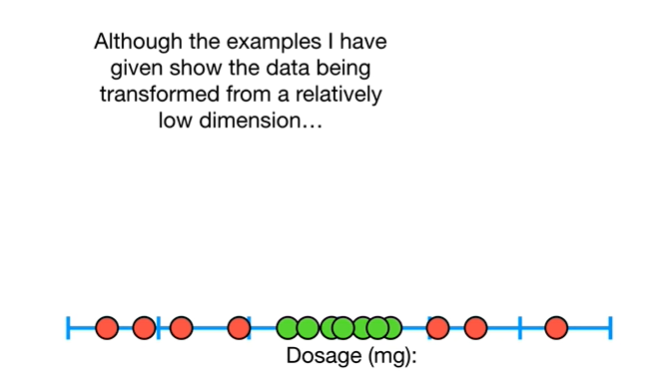 Although the examples I have
given show the data being
transformed from a relatively
low dimension…
Dosage (mg):